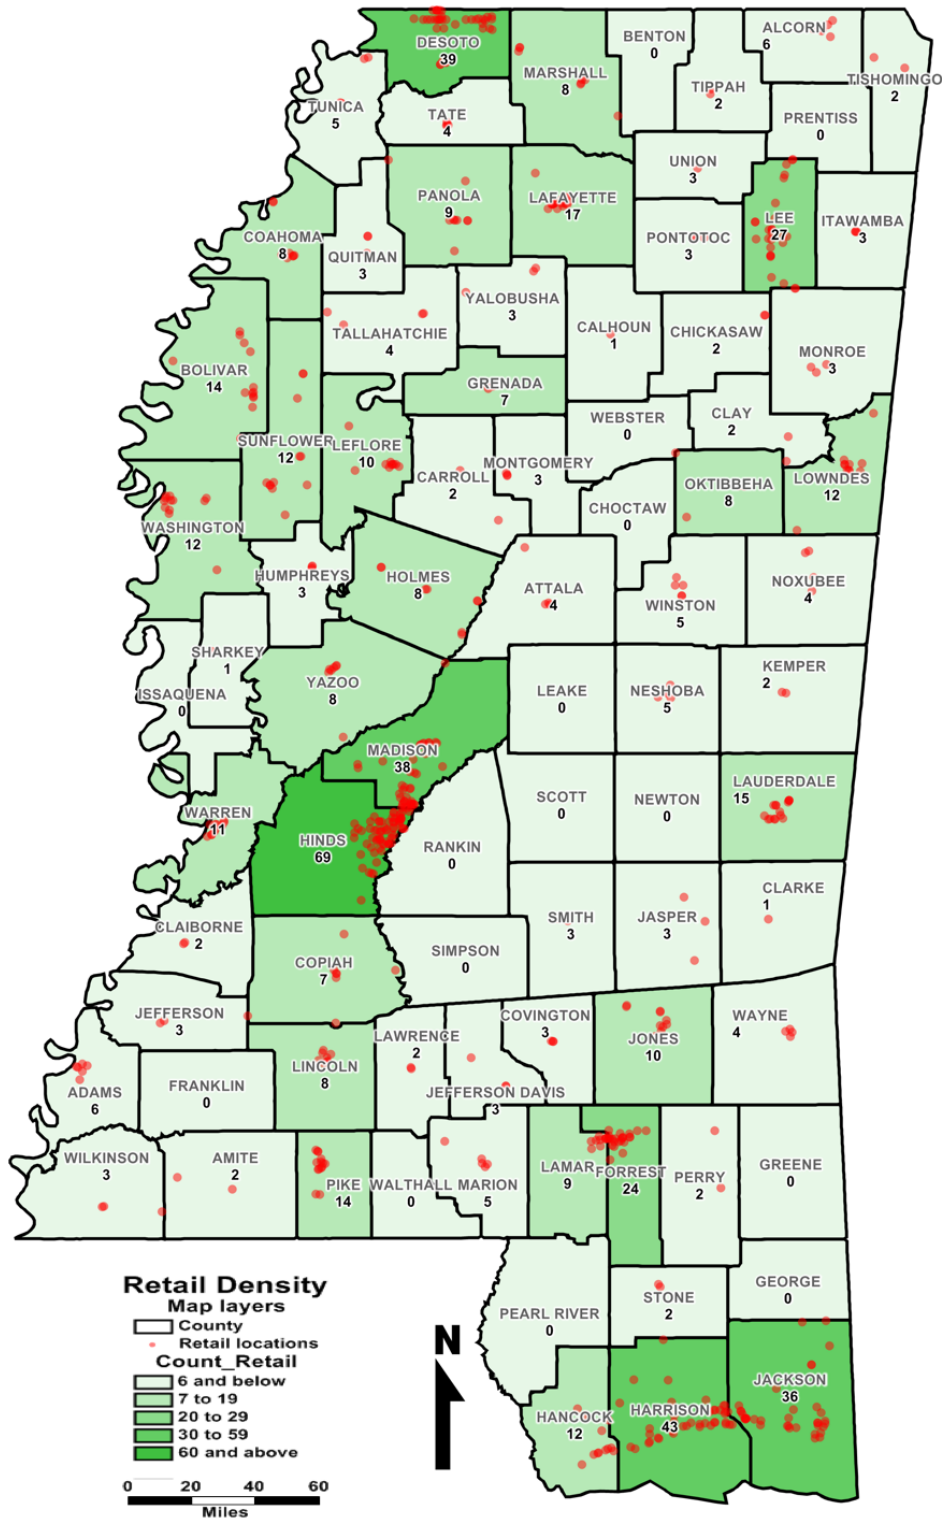 DESOTO
39
BENTON
0
ALCORN
6
MARSHALL
8
TIPPAH
2
TISHOMINGO
2
TUNICA
5
TATE
4
PRENTISS
0
UNION
3
PANOLA
9
LAFAYETTE
17
LEE
27
ITAWAMBA
3
COAHOMA
8
QUITMAN
3
PONTOTOC
3
YALOBUSHA
3
TALLAHATCHIE
4
CALHOUN
1
CHICKASAW
2
MONROE
3
BOLIVAR
14
GRENADA
7
WEBSTER
0
CLAY
2
SUNFLOWER
12
LEFLORE
10
CARROLL
2
MONTGOMERY
3
OKTIBBEHA
8
LOWNDES
12
CHOCTAW
0
WASHINGTON
12
HUMPHREYS
3
HOLMES
8
ATTALA
4
WINSTON
5
NOXUBEE
4
SHARKEY
1
ISSAQUENA
0
YAZOO
8
LEAKE
0
NESHOBA
5
KEMPER
2
MADISON
38
SCOTT
0
NEWTON
0
LAUDERDALE
15
WARREN
11
HINDS
69
RANKIN
0
CLAIBORNE
2
SMITH
3
JASPER
3
CLARKE
1
COPIAH
7
SIMPSON
0
JEFFERSON
3
LAWRENCE
2
COVINGTON
3
JONES
10
WAYNE
4
ADAMS
6
FRANKLIN
0
LINCOLN
8
JEFFERSON DAVIS
3
WILKINSON
3
AMITE
2
PIKE
14
WALTHALL
0
MARION
5
LAMAR
9
FORREST
24
PERRY
2
GREENE
0
PEARL RIVER
0
STONE
2
GEORGE
0
HANCOCK
12
HARRISON
43
JACKSON
36
Retail Density
Map layers
County
Retail locations
Count_Retail
6 and below
7 to 19
20 to 29
30 to 59
60 and above
0 20 40 60
Miles
N